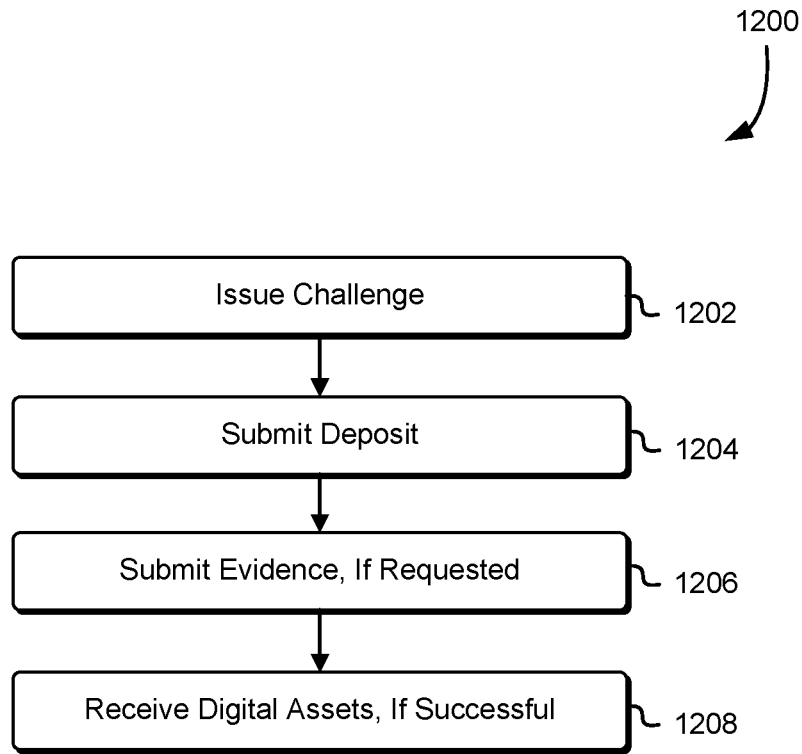 1200
Issue Challenge
1202
Submit Deposit
1204
Submit Evidence, If Requested
1206
Receive Digital Assets, If Successful
1208